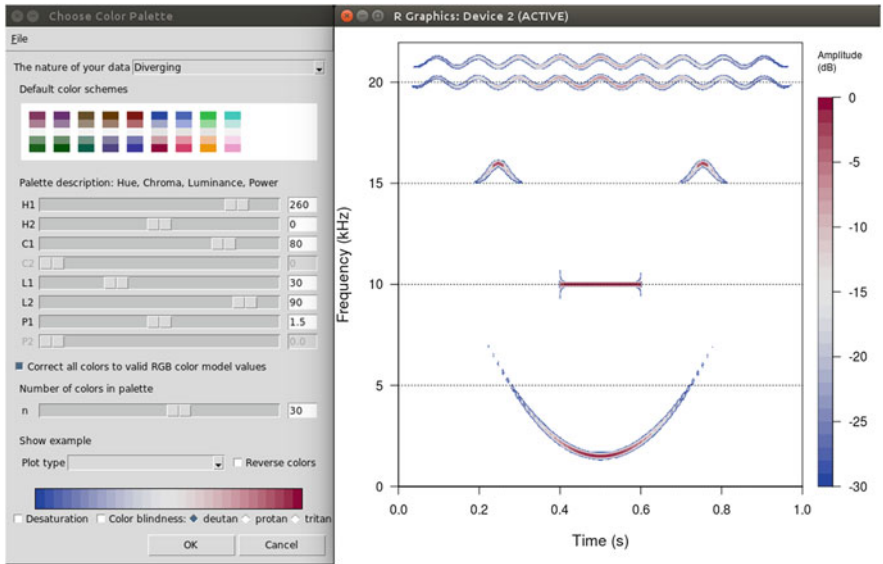 Choose Color Palette
File
The nature of your data Diverging
Default color schemes
Palette description: Hue, Chroma, Luminance, Power
H1 260
H2 0
C1 80
C2 0
L1 30
L2 90
P1 1.5
P2 0.0
Correct all colors to valid RGB color model values
Number of colors in palette
n 30
Show example
Plot type Reverse colors
Desaturation Color blindness: deutan protan tritan
OK Cancel
R Graphics: Device 2 (ACTIVE)
Frequency (kHz)
20
15
10
5
0
0.0 0.2 0.4 0.6 0.8 1.0
Time (s)
Amplitude
(dB)
0
-5
-10
-15
-20
-25
-30